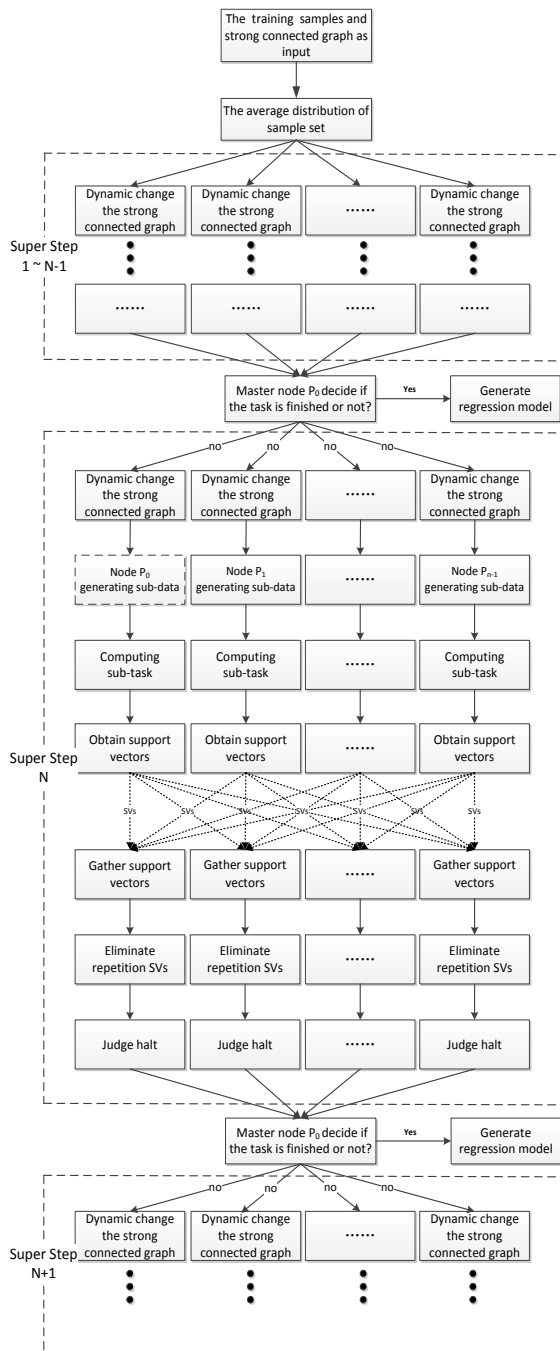 The training samples and
strong connected graph as
input
The average distribution of
sample set
Super Step
1 ~ N-1
Dynamic change
the strong
connected graph
Dynamic change
the strong
connected graph
······
Dynamic change
the strong
connected graph
······
······
······
······
Master node P0 decide if
the task is finished or not?
Yes
Generate
regression model
no
no
no
no
Super Step
N
Dynamic change
the strong
connected graph
Dynamic change
the strong
connected graph
······
Dynamic change
the strong
connected graph
Node P0
generating sub-data
Node P1
generating sub-data
······
Node Pn-1
generating sub-data
Computing
sub-task
Computing
sub-task
······
Computing
sub-task
Obtain support
vectors
Obtain support
vectors
······
Obtain support
vectors
SVs
SVs
SVs
SVs
SVs
SVs
SVs
Gather support
vectors
Gather support
vectors
······
Gather support
vectors
Eliminate
repetition SVs
Eliminate
repetition SVs
······
Eliminate
repetition SVs
Judge halt
Judge halt
······
Judge halt
Master node P0 decide if
the task is finished or not?
Yes
Generate
regression model
no
no
no
no
Super Step
N+1
Dynamic change
the strong
connected graph
Dynamic change
the strong
connected graph
······
Dynamic change
the strong
connected graph